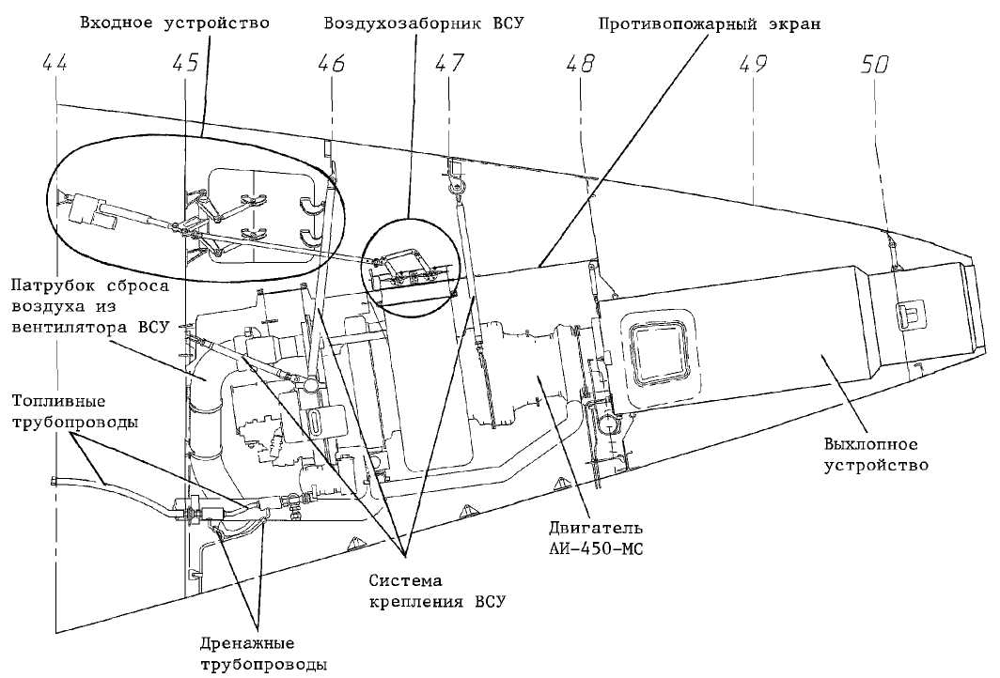 Входное устройство
Воздухозаборник ВСУ
Противопожарный экран
44
45
46
47
48
49
50
Патрубок сброса
воздуха из
вентилятора ВСУ
Топливные
трубопроводы
Выхлопное
устройство
Двигатель
АИ-450-МС
Система
крепления ВСУ
Дренажные
трубопроводы